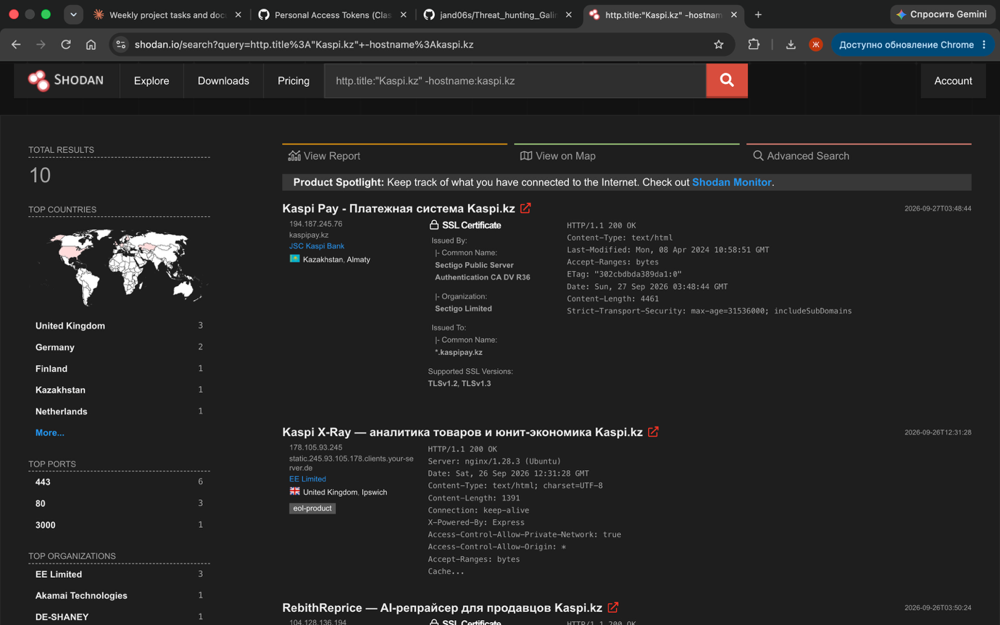 Weekly project tasks and doc
Personal Access Tokens (Clas
jand06s/Threat_hunting_Gali
http.title:"Kaspi.kz" -hostnam
Спросить Gemini
shodan.io/search?query=http.title%3A"Kaspi.kz"+-hostname%3Akaspi.kz
Ж
Доступно обновление Chrome
SHODAN
Explore
Downloads
Pricing
http.title:"Kaspi.kz" -hostname:kaspi.kz
Account
TOTAL RESULTS
10
TOP COUNTRIES
United Kingdom 3
Germany 2
Finland 1
Kazakhstan 1
Netherlands 1
More...
TOP PORTS
443 6
80 3
3000 1
TOP ORGANIZATIONS
EE Limited 3
Akamai Technologies 1
DE-SHANEY 1
View Report
View on Map
Advanced Search
Product Spotlight: Keep track of what you have connected to the Internet. Check out Shodan Monitor.
Kaspi Pay - Платежная система Kaspi.kz
2026-09-27T03:48:44
194.187.245.76
kaspipay.kz
JSC Kaspi Bank
Kazakhstan, Almaty
SSL Certificate
Issued By:
|- Common Name:
Sectigo Public Server
Authentication CA DV R36
|- Organization:
Sectigo Limited
Issued To:
|- Common Name:
*.kaspipay.kz
Supported SSL Versions:
TLSv1.2, TLSv1.3
HTTP/1.1 200 OK
Content-Type: text/html
Last-Modified: Mon, 08 Apr 2024 10:58:51 GMT
Accept-Ranges: bytes
ETag: "302cbdbda389da1:0"
Date: Sun, 27 Sep 2026 03:48:44 GMT
Content-Length: 4461
Strict-Transport-Security: max-age=31536000; includeSubDomains
Kaspi X-Ray — аналитика товаров и юнит-экономика Kaspi.kz
2026-09-26T12:31:28
178.105.93.245
static.245.93.105.178.clients.your-se
rver.de
EE Limited
United Kingdom, Ipswich
eol-product
HTTP/1.1 200 OK
Server: nginx/1.28.3 (Ubuntu)
Date: Sat, 26 Sep 2026 12:31:28 GMT
Content-Type: text/html; charset=UTF-8
Content-Length: 1391
Connection: keep-alive
X-Powered-By: Express
Access-Control-Allow-Private-Network: true
Access-Control-Allow-Origin: *
Accept-Ranges: bytes
Cache...
RebithReprice — AI-репрайсер для продавцов Kaspi.kz
2026-09-26T03:50:24
104.128.136.194
SSL Certificate
HTTP/1.1 200 OK